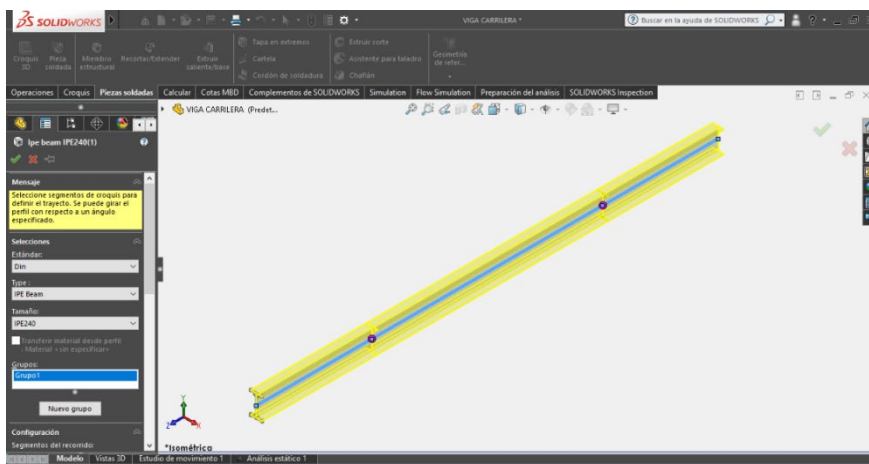 SOLIDWORKS
VIGA CARRILERA *
Buscar en la ayuda de SOLIDWORKS
Croquis 3D
Pieza soldada
Miembro estructural
Recortar/Extender
Extruir saliente/base
Tapa en extremos
Cartela
Cordón de soldadura
Extruir corte
Asistente para taladro
Chaflán
Geometría de refer...
Operaciones Croquis Piezas soldadas Calcular Cotas MBD Complementos de SOLIDWORKS Simulation Flow Simulation Preparación del análisis SOLIDWORKS Inspection
VIGA CARRILERA (Predet...
Ipe beam IPE240(1)
Mensaje
Seleccione segmentos de croquis para
definir el trayecto. Se puede girar el
perfil con respecto a un ángulo
especificado.
Selecciones
Estándar:
Din
Type :
IPE Beam
Tamaño:
IPE240
Transferir material desde perfil
: Material <sin especificar>
Grupos:
Grupo1
Nuevo grupo
Configuración
Segmentos del recorrido:
Y
Z
X
*Isométrica
Modelo Vistas 3D Estudio de movimiento 1 Análisis estático 1